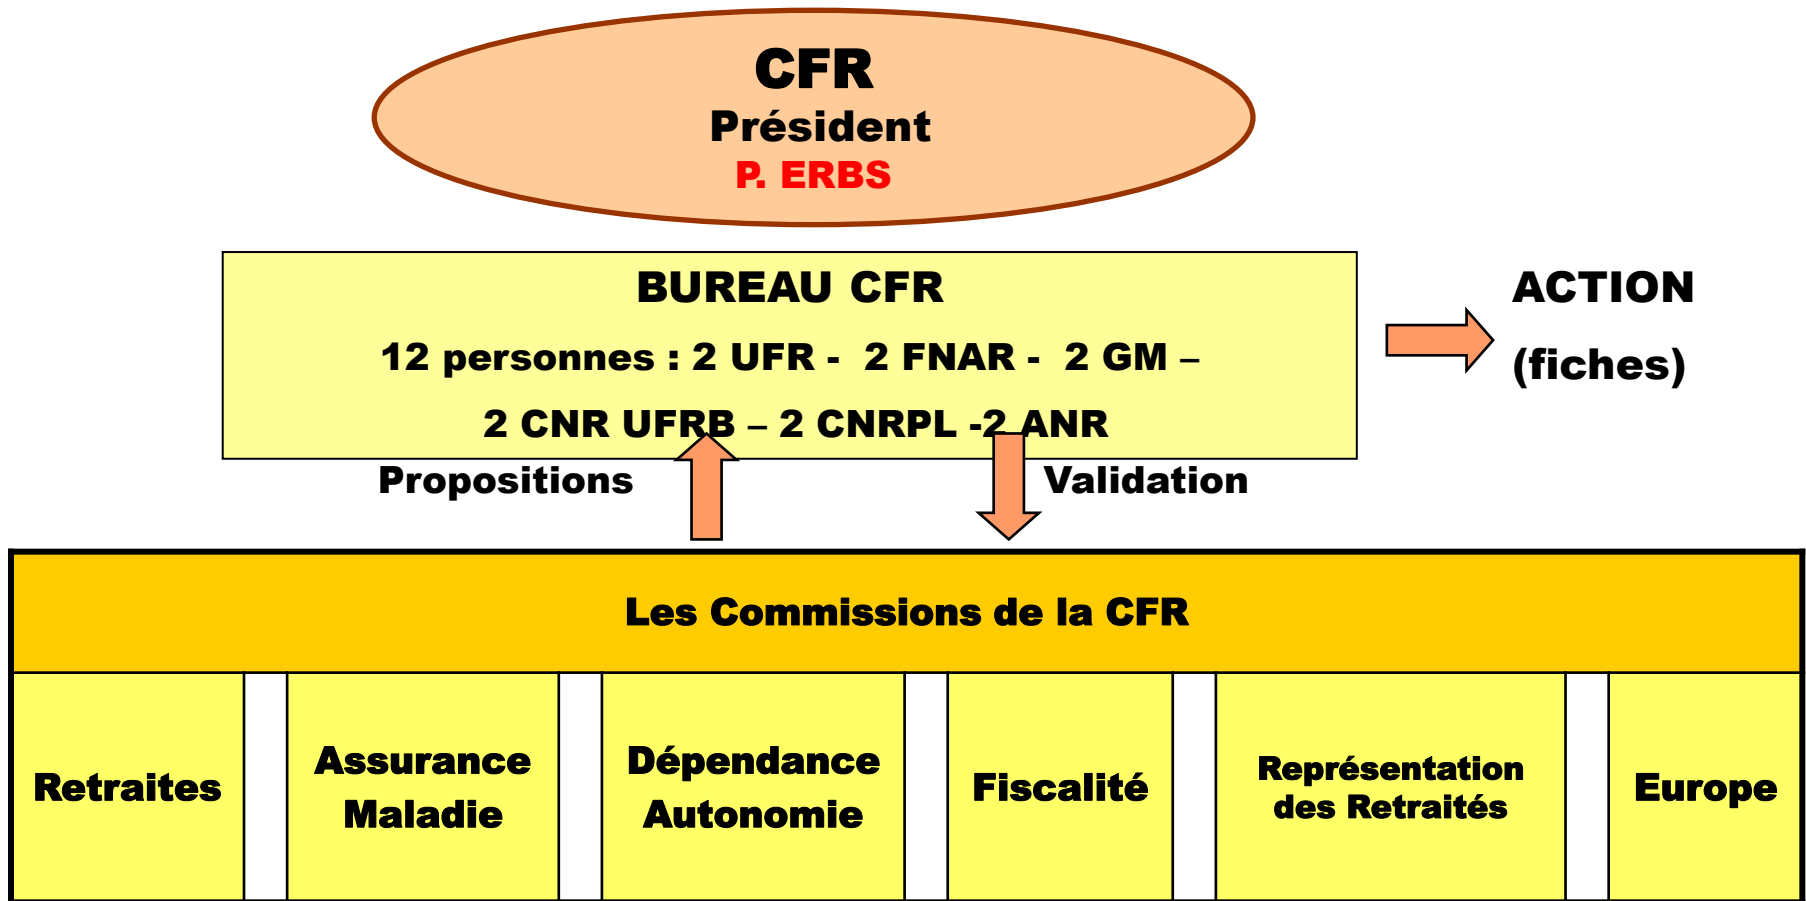 CFR
Président
P. ERBS
BUREAU CFR
12 personnes : 2 UFR - 2 FNAR - 2 GM –
2 CNR UFRB – 2 CNRPL -2 ANR
ACTION
(fiches)
Propositions
Validation
Les Commissions de la CFR
Retraites
Assurance
Maladie
Dépendance
Autonomie
Fiscalité
Représentation
des Retraités
Europe